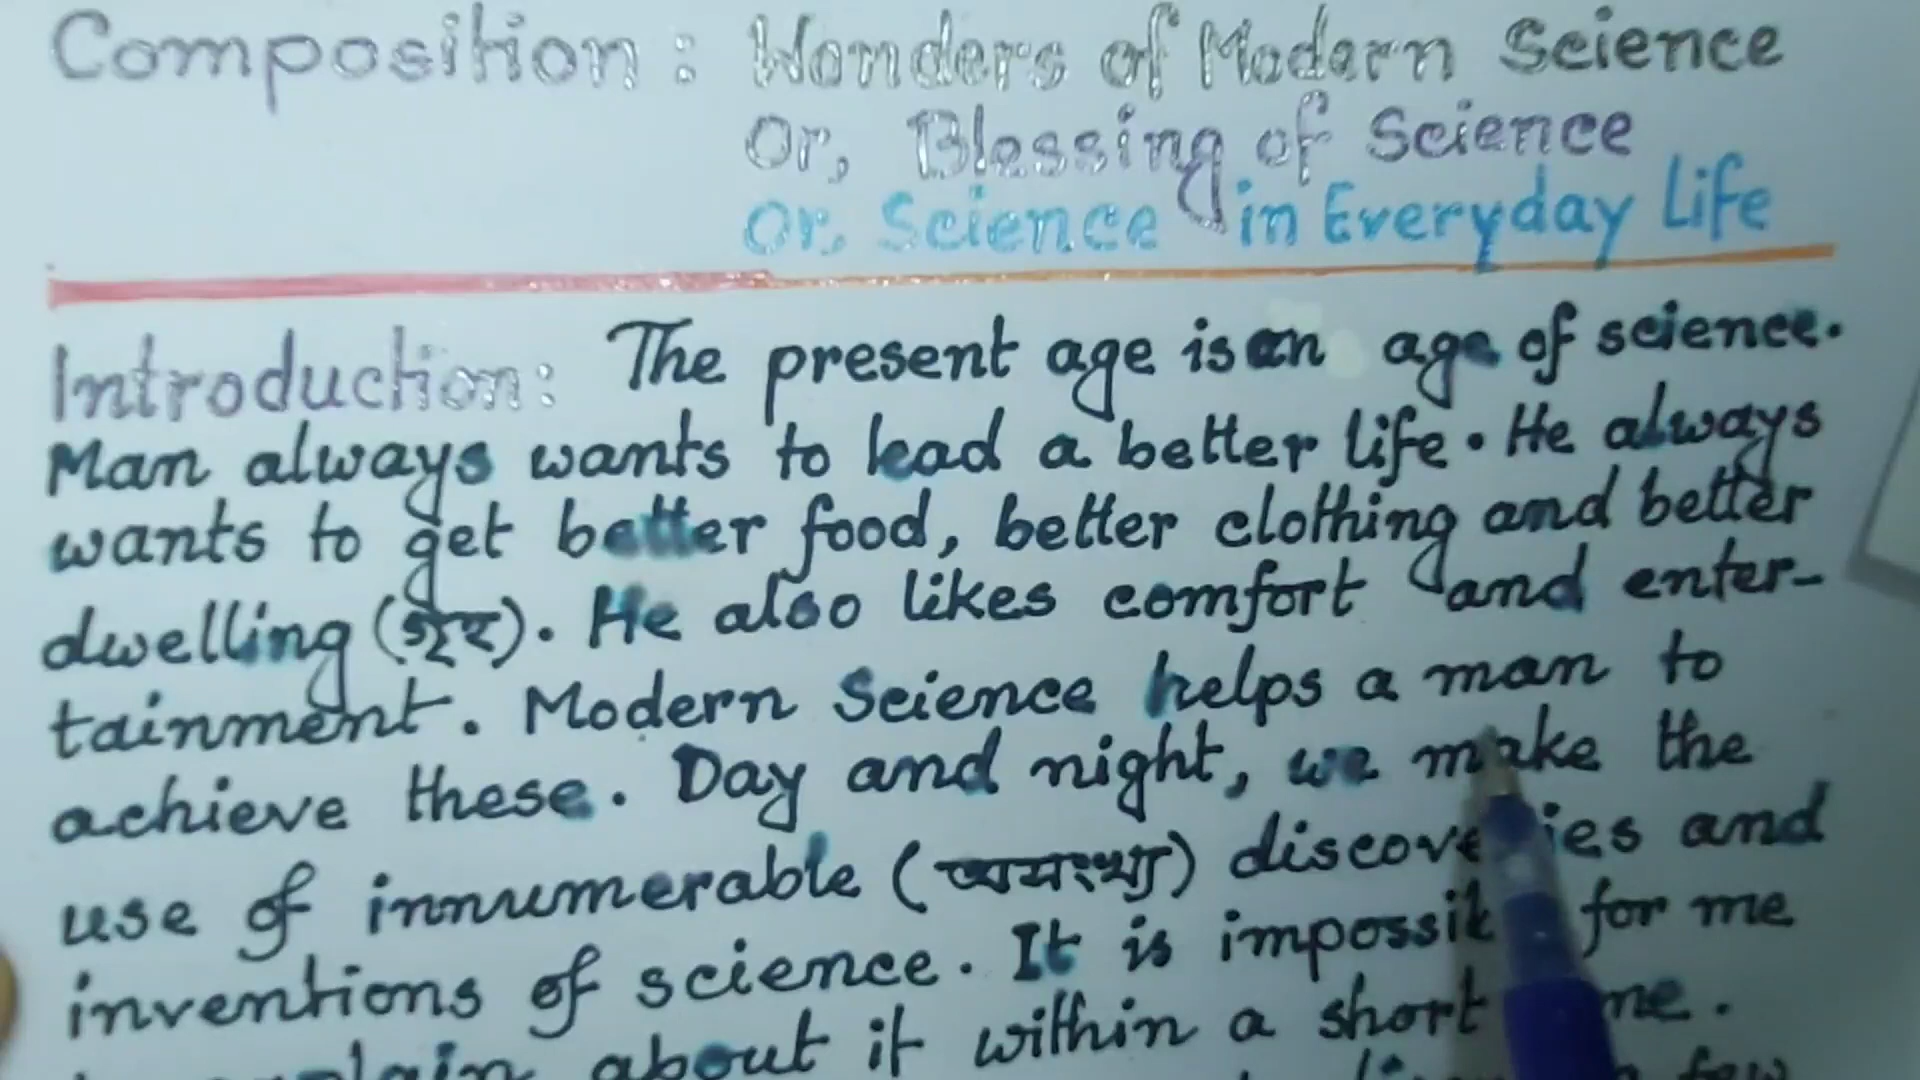 Composition: Wonders of Modern Science
Or, Blessing of Science
Or, Science in Everyday Life
Introduction: The present age is an age of science.
Man always wants to lead a better life. He always
wants to get better food, better clothing and better
dwelling (গৃহ). He also likes comfort and enter-
tainment. Modern Science helps a man to
achieve these. Day and night, we make the
use of innumerable discoveries and
inventions of science. It is for me
about it within a short
few